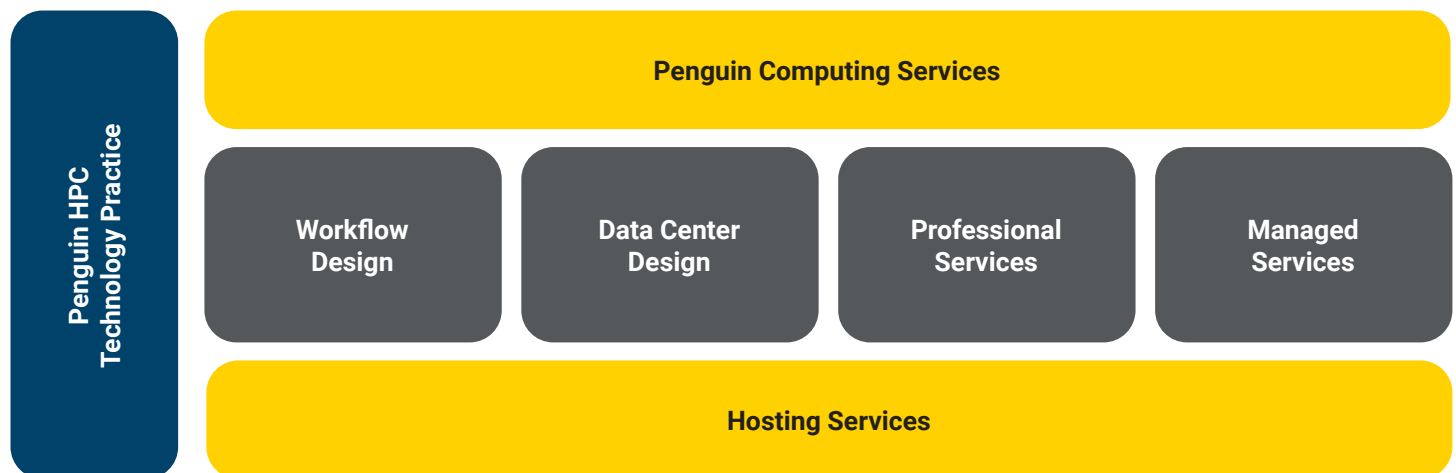 Penguin HPC
Technology Practice
Penguin Computing Services
Workflow
Design
Data Center
Design
Professional
Services
Managed
Services
Hosting Services